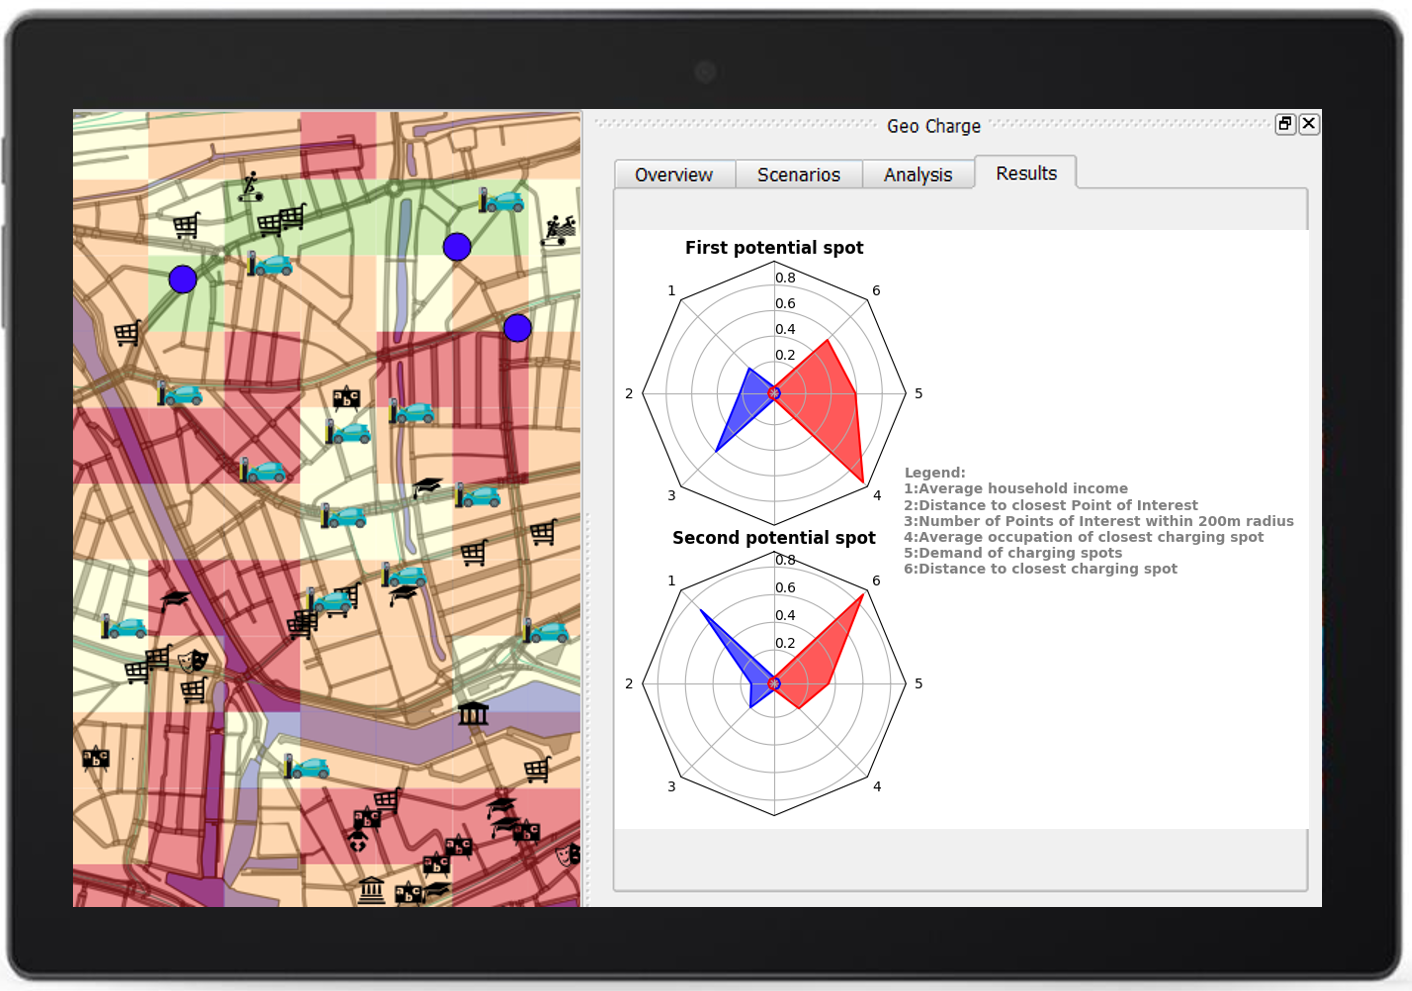 Geo Charge
Overview
Scenarios
Analysis
Results
First potential spot
0.8
0.6
0.4
0.2
1
6
2
5
3
4
Legend:
1:Average household income
2:Distance to closest Point of Interest
3:Number of Points of Interest within 200m radius
4:Average occupation of closest charging spot
5:Demand of charging spots
6:Distance to closest charging spot
Second potential spot
0.8
0.6
0.4
0.2
1
6
2
5
3
4